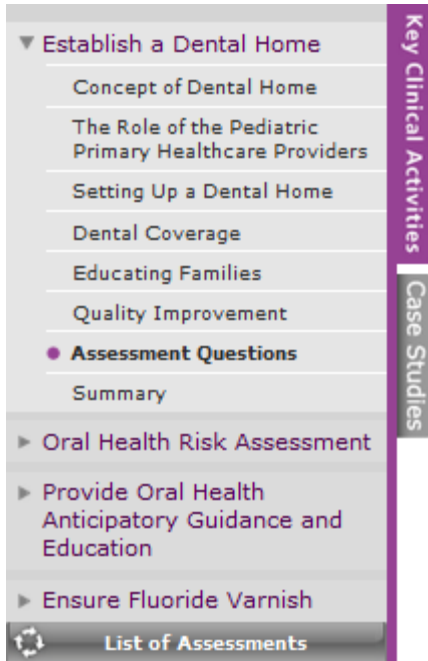 Establish a Dental Home
Concept of Dental Home
The Role of the Pediatric
Primary Healthcare Providers
Setting Up a Dental Home
Dental Coverage
Educating Families
Quality Improvement
Assessment Questions
Summary
Oral Health Risk Assessment
Provide Oral Health
Anticipatory Guidance and
Education
Ensure Fluoride Varnish
List of Assessments
Key Clinical Activities
Case Studies